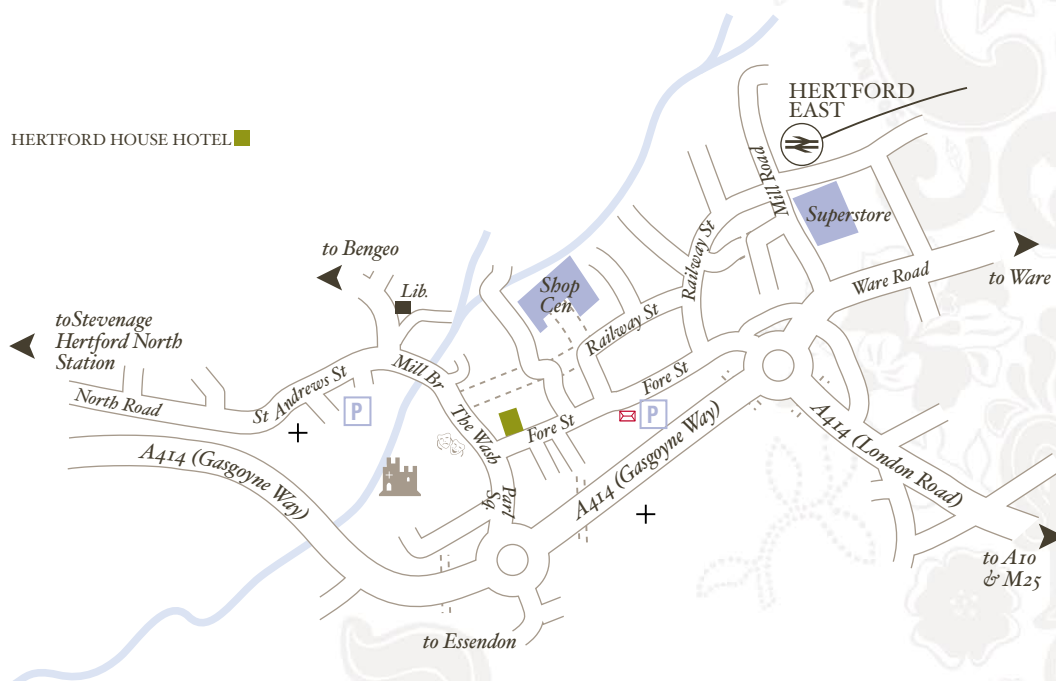 HERTFORD
EAST
HERTFORD HOUSE HOTEL
Mill Road
Superstore
to Bengeo
Railway St
Ware Road
to Ware
Lib.
Shop
Cen
toStevenage
Hertford North
Station
Railway St
Mill Br
Fore St
St Andrews St
North Road
P
P
The Wash
Fore St
A414 (Gasgoyne Way)
A414 (London Road)
A414 (Gasgoyne Way)
Parl
Sq.
to A10
& M25
to Essendon